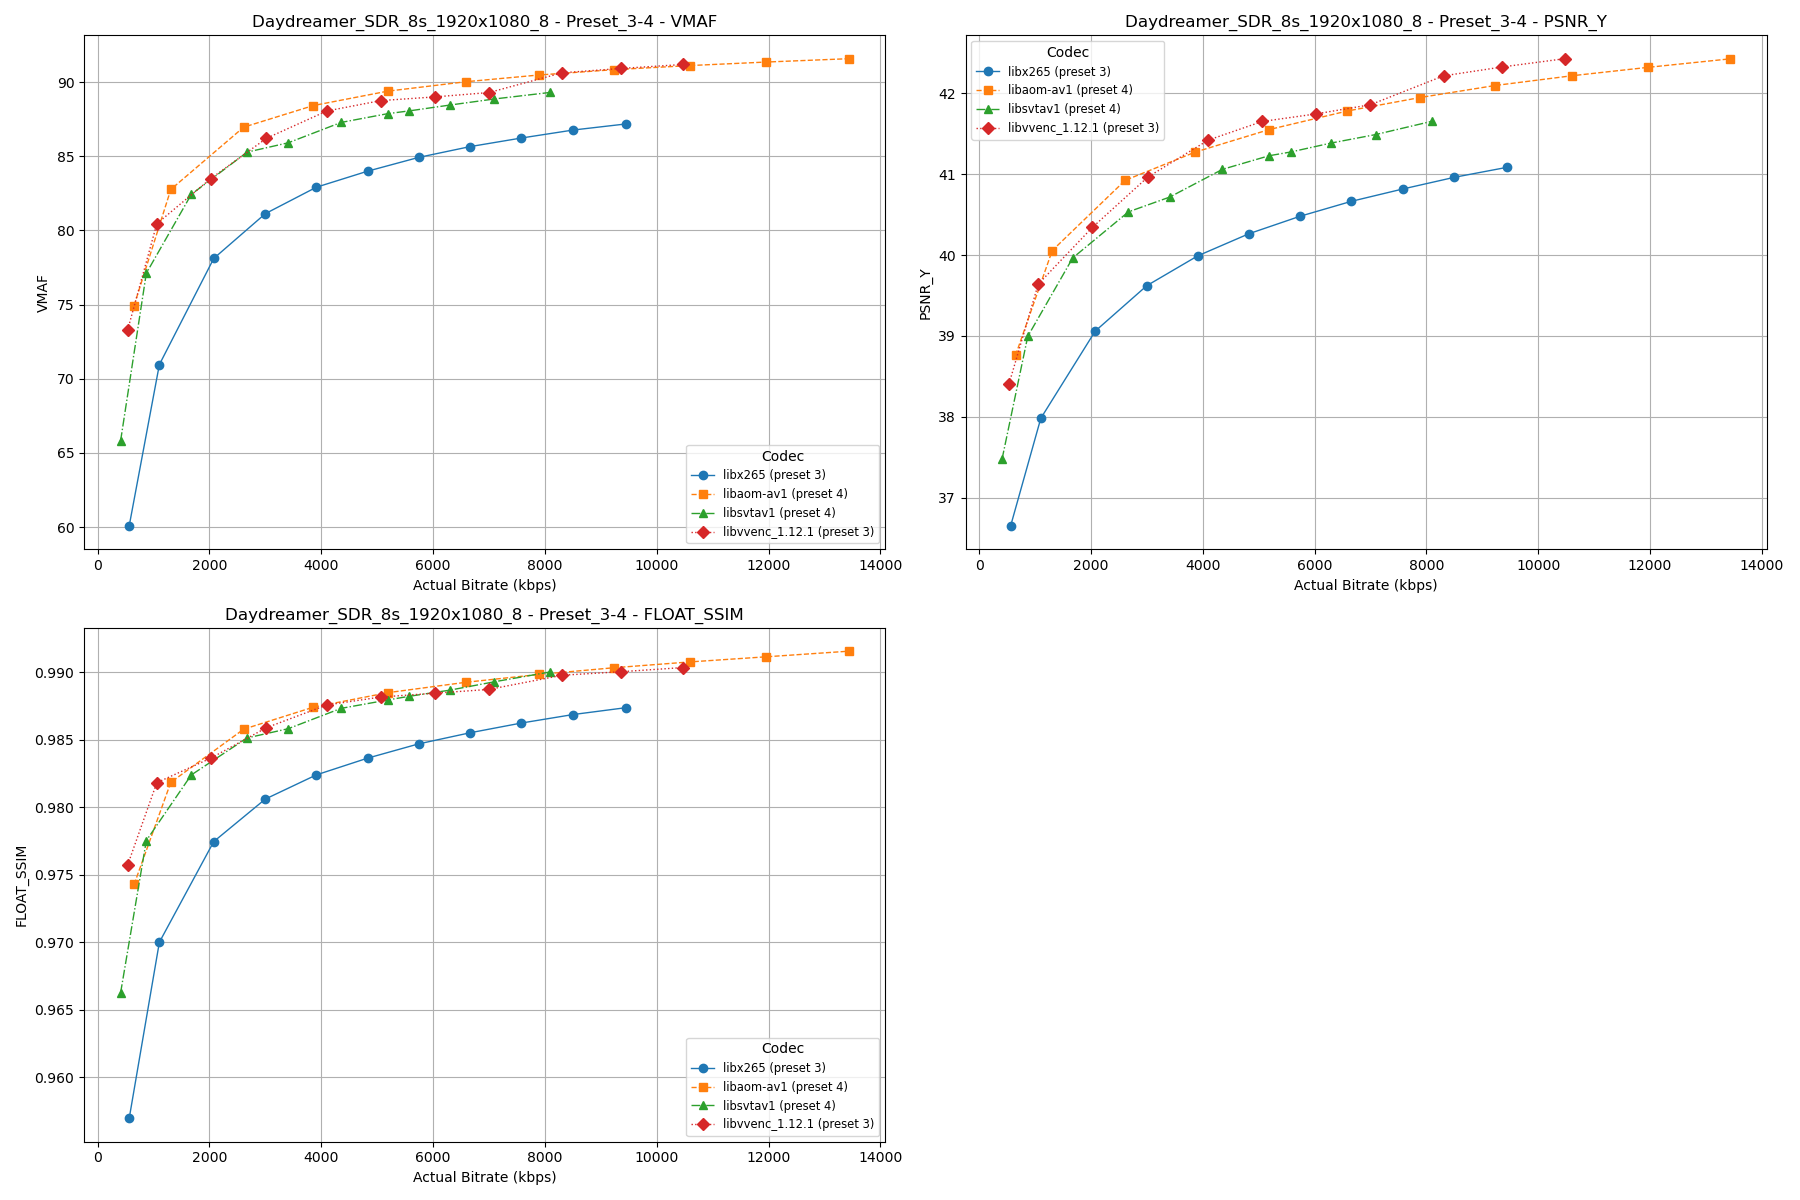 Daydreamer_SDR_8s_1920x1080_8 - Preset_3-4 - VMAF
VMAF
90
85
80
75
70
65
60
0 2000 4000 6000 8000 10000 12000 14000
Actual Bitrate (kbps)
Codec
libx265 (preset 3)
libaom-av1 (preset 4)
libsvtav1 (preset 4)
libvvenc_1.12.1 (preset 3)
Daydreamer_SDR_8s_1920x1080_8 - Preset_3-4 - PSNR_Y
Codec
libx265 (preset 3)
libaom-av1 (preset 4)
libsvtav1 (preset 4)
libvvenc_1.12.1 (preset 3)
PSNR_Y
42
41
40
39
38
37
0 2000 4000 6000 8000 10000 12000 14000
Actual Bitrate (kbps)
Daydreamer_SDR_8s_1920x1080_8 - Preset_3-4 - FLOAT_SSIM
FLOAT_SSIM
0.990
0.985
0.980
0.975
0.970
0.965
0.960
0 2000 4000 6000 8000 10000 12000 14000
Actual Bitrate (kbps)
Codec
libx265 (preset 3)
libaom-av1 (preset 4)
libsvtav1 (preset 4)
libvvenc_1.12.1 (preset 3)